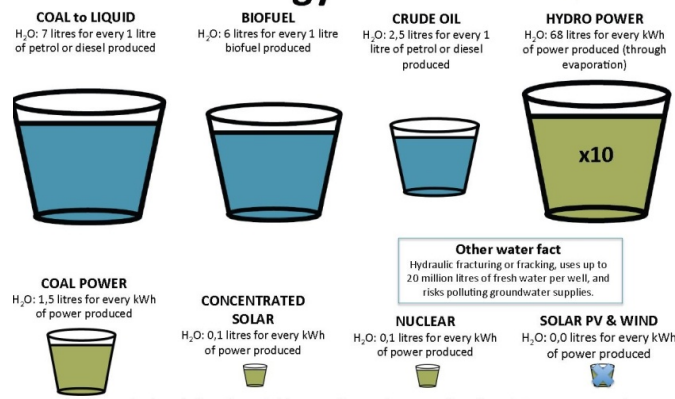 COAL to LIQUID
H₂O: 7 litres for every 1 litre
of petrol or diesel produced
BIOFUEL
H₂O: 6 litres for every 1 litre
biofuel produced
CRUDE OIL
H₂O: 2,5 litres for every 1
litre of petrol or diesel
produced
HYDRO POWER
H₂O: 68 litres for every kWh
of power produced (through
evaporation)
x10
Other water fact
Hydraulic fracturing or fracking, uses up to
20 million litres of fresh water per well, and
risks polluting groundwater supplies.
COAL POWER
H₂O: 1,5 litres for every kWh
of power produced
CONCENTRATED
SOLAR
H₂O: 0,1 litres for every kWh
of power produced
NUCLEAR
H₂O: 0,1 litres for every kWh
of power produced
SOLAR PV & WIND
H₂O: 0,0 litres for every kWh
of power produced